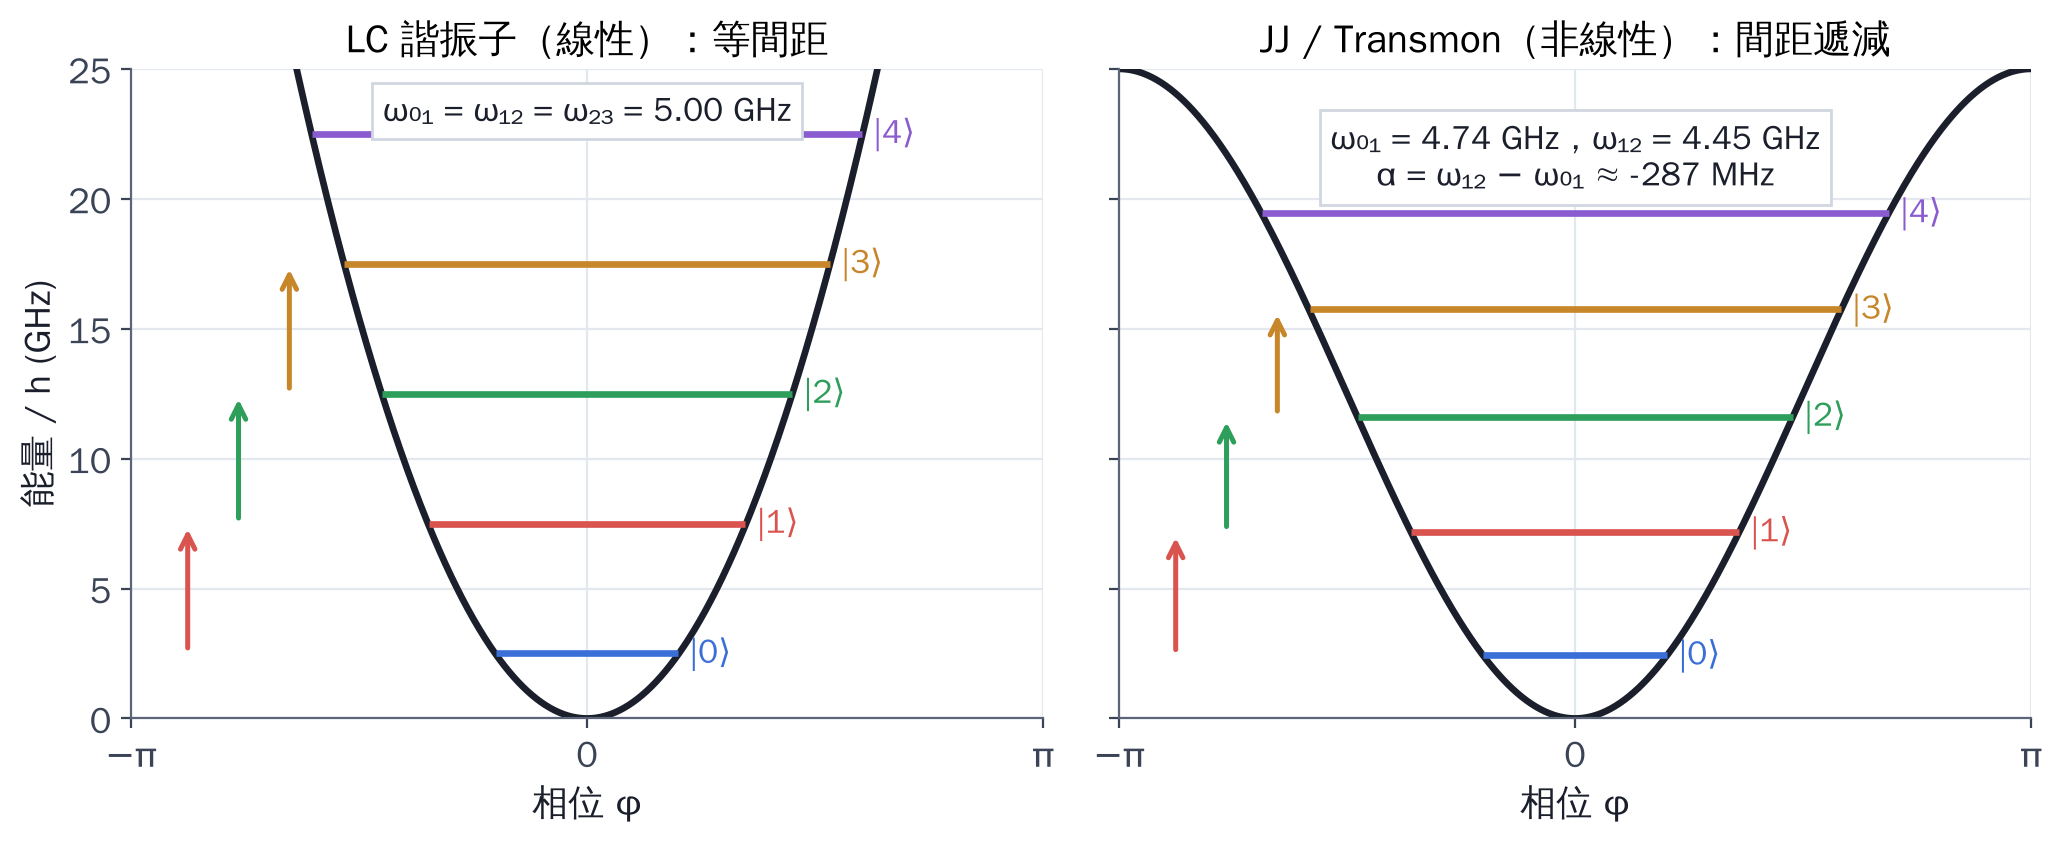 LC 諧振子（線性）：等間距
ω₀₁ = ω₁₂ = ω₂₃ = 5.00 GHz
|4⟩
|3⟩
|2⟩
|1⟩
|0⟩
25
20
15
10
5
0
能量 / h (GHz)
−π
0
π
相位 φ
JJ / Transmon（非線性）：間距遞減
ω₀₁ = 4.74 GHz，ω₁₂ = 4.45 GHz
α = ω₁₂ − ω₀₁ ≈ -287 MHz
|4⟩
|3⟩
|2⟩
|1⟩
|0⟩
−π
0
π
相位 φ